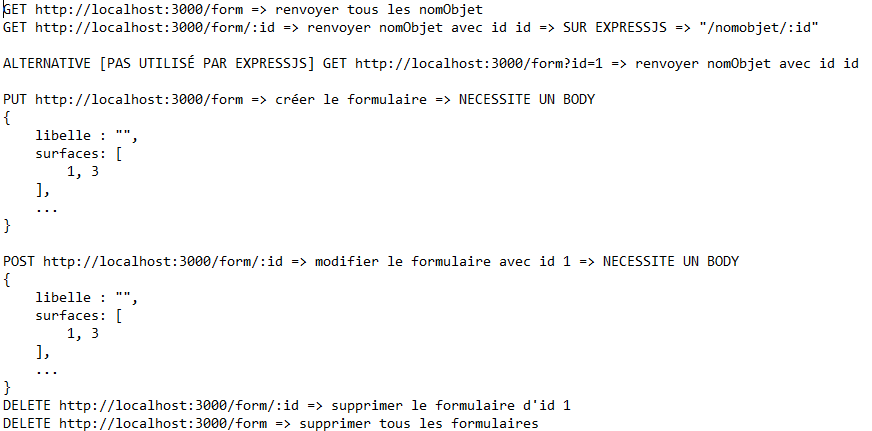 GET http://localhost:3000/form => renvoyer tous les nomObjet
GET http://localhost:3000/form/:id => renvoyer nomObjet avec id id => SUR EXPRESSJS => "/nomobjet/:id"
ALTERNATIVE [PAS UTILISÉ PAR EXPRESSJS] GET http://localhost:3000/form?id=1 => renvoyer nomObjet avec id id
PUT http://localhost:3000/form => créer le formulaire => NECESSITE UN BODY
{
    libelle : "",
    surfaces: [
        1, 3
    ],
    ...
}
POST http://localhost:3000/form/:id => modifier le formulaire avec id 1 => NECESSITE UN BODY
{
    libelle : "",
    surfaces: [
        1, 3
    ],
    ...
}
DELETE http://localhost:3000/form/:id => supprimer le formulaire d'id 1
DELETE http://localhost:3000/form => supprimer tous les formulaires